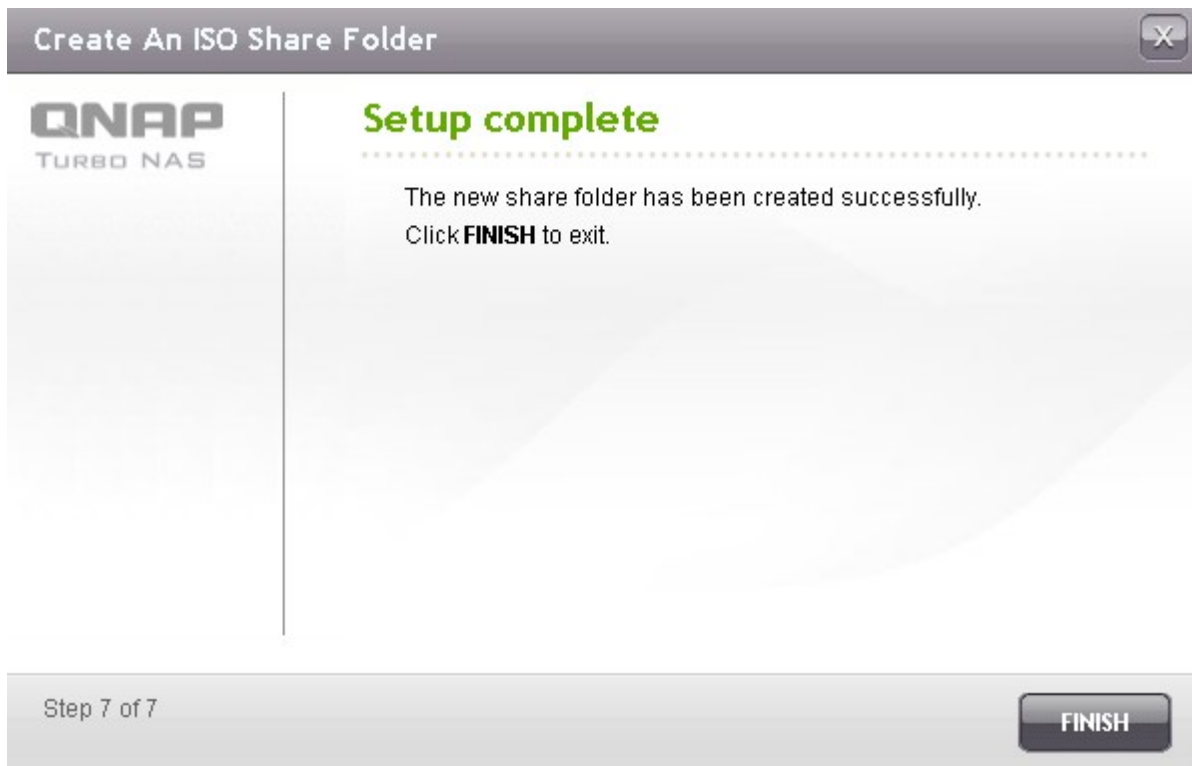 Create An ISO Share Folder
X
QNAP
TURBO NAS
Setup complete
The new share folder has been created successfully.
Click FINISH to exit.
Step 7 of 7
FINISH